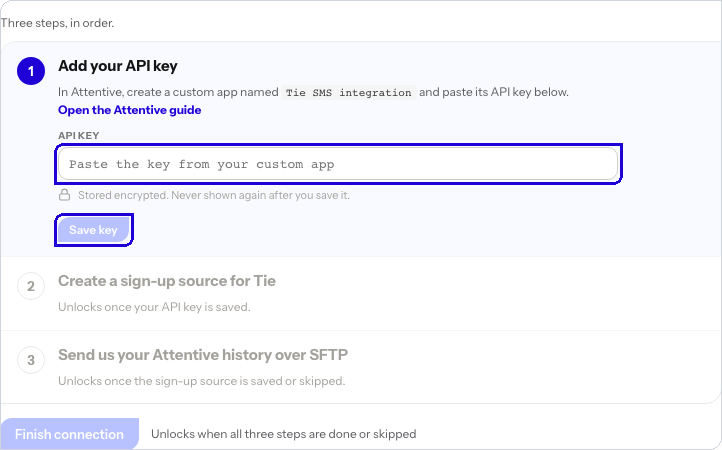 Three steps, in order.
1
Add your API key
In Attentive, create a custom app named Tie SMS integration and paste its API key below.
Open the Attentive guide
API KEY
Paste the key from your custom app
Stored encrypted. Never shown again after you save it.
Save key
2
Create a sign-up source for Tie
Unlocks once your API key is saved.
3
Send us your Attentive history over SFTP
Unlocks once the sign-up source is saved or skipped.
Finish connection
Unlocks when all three steps are done or skipped